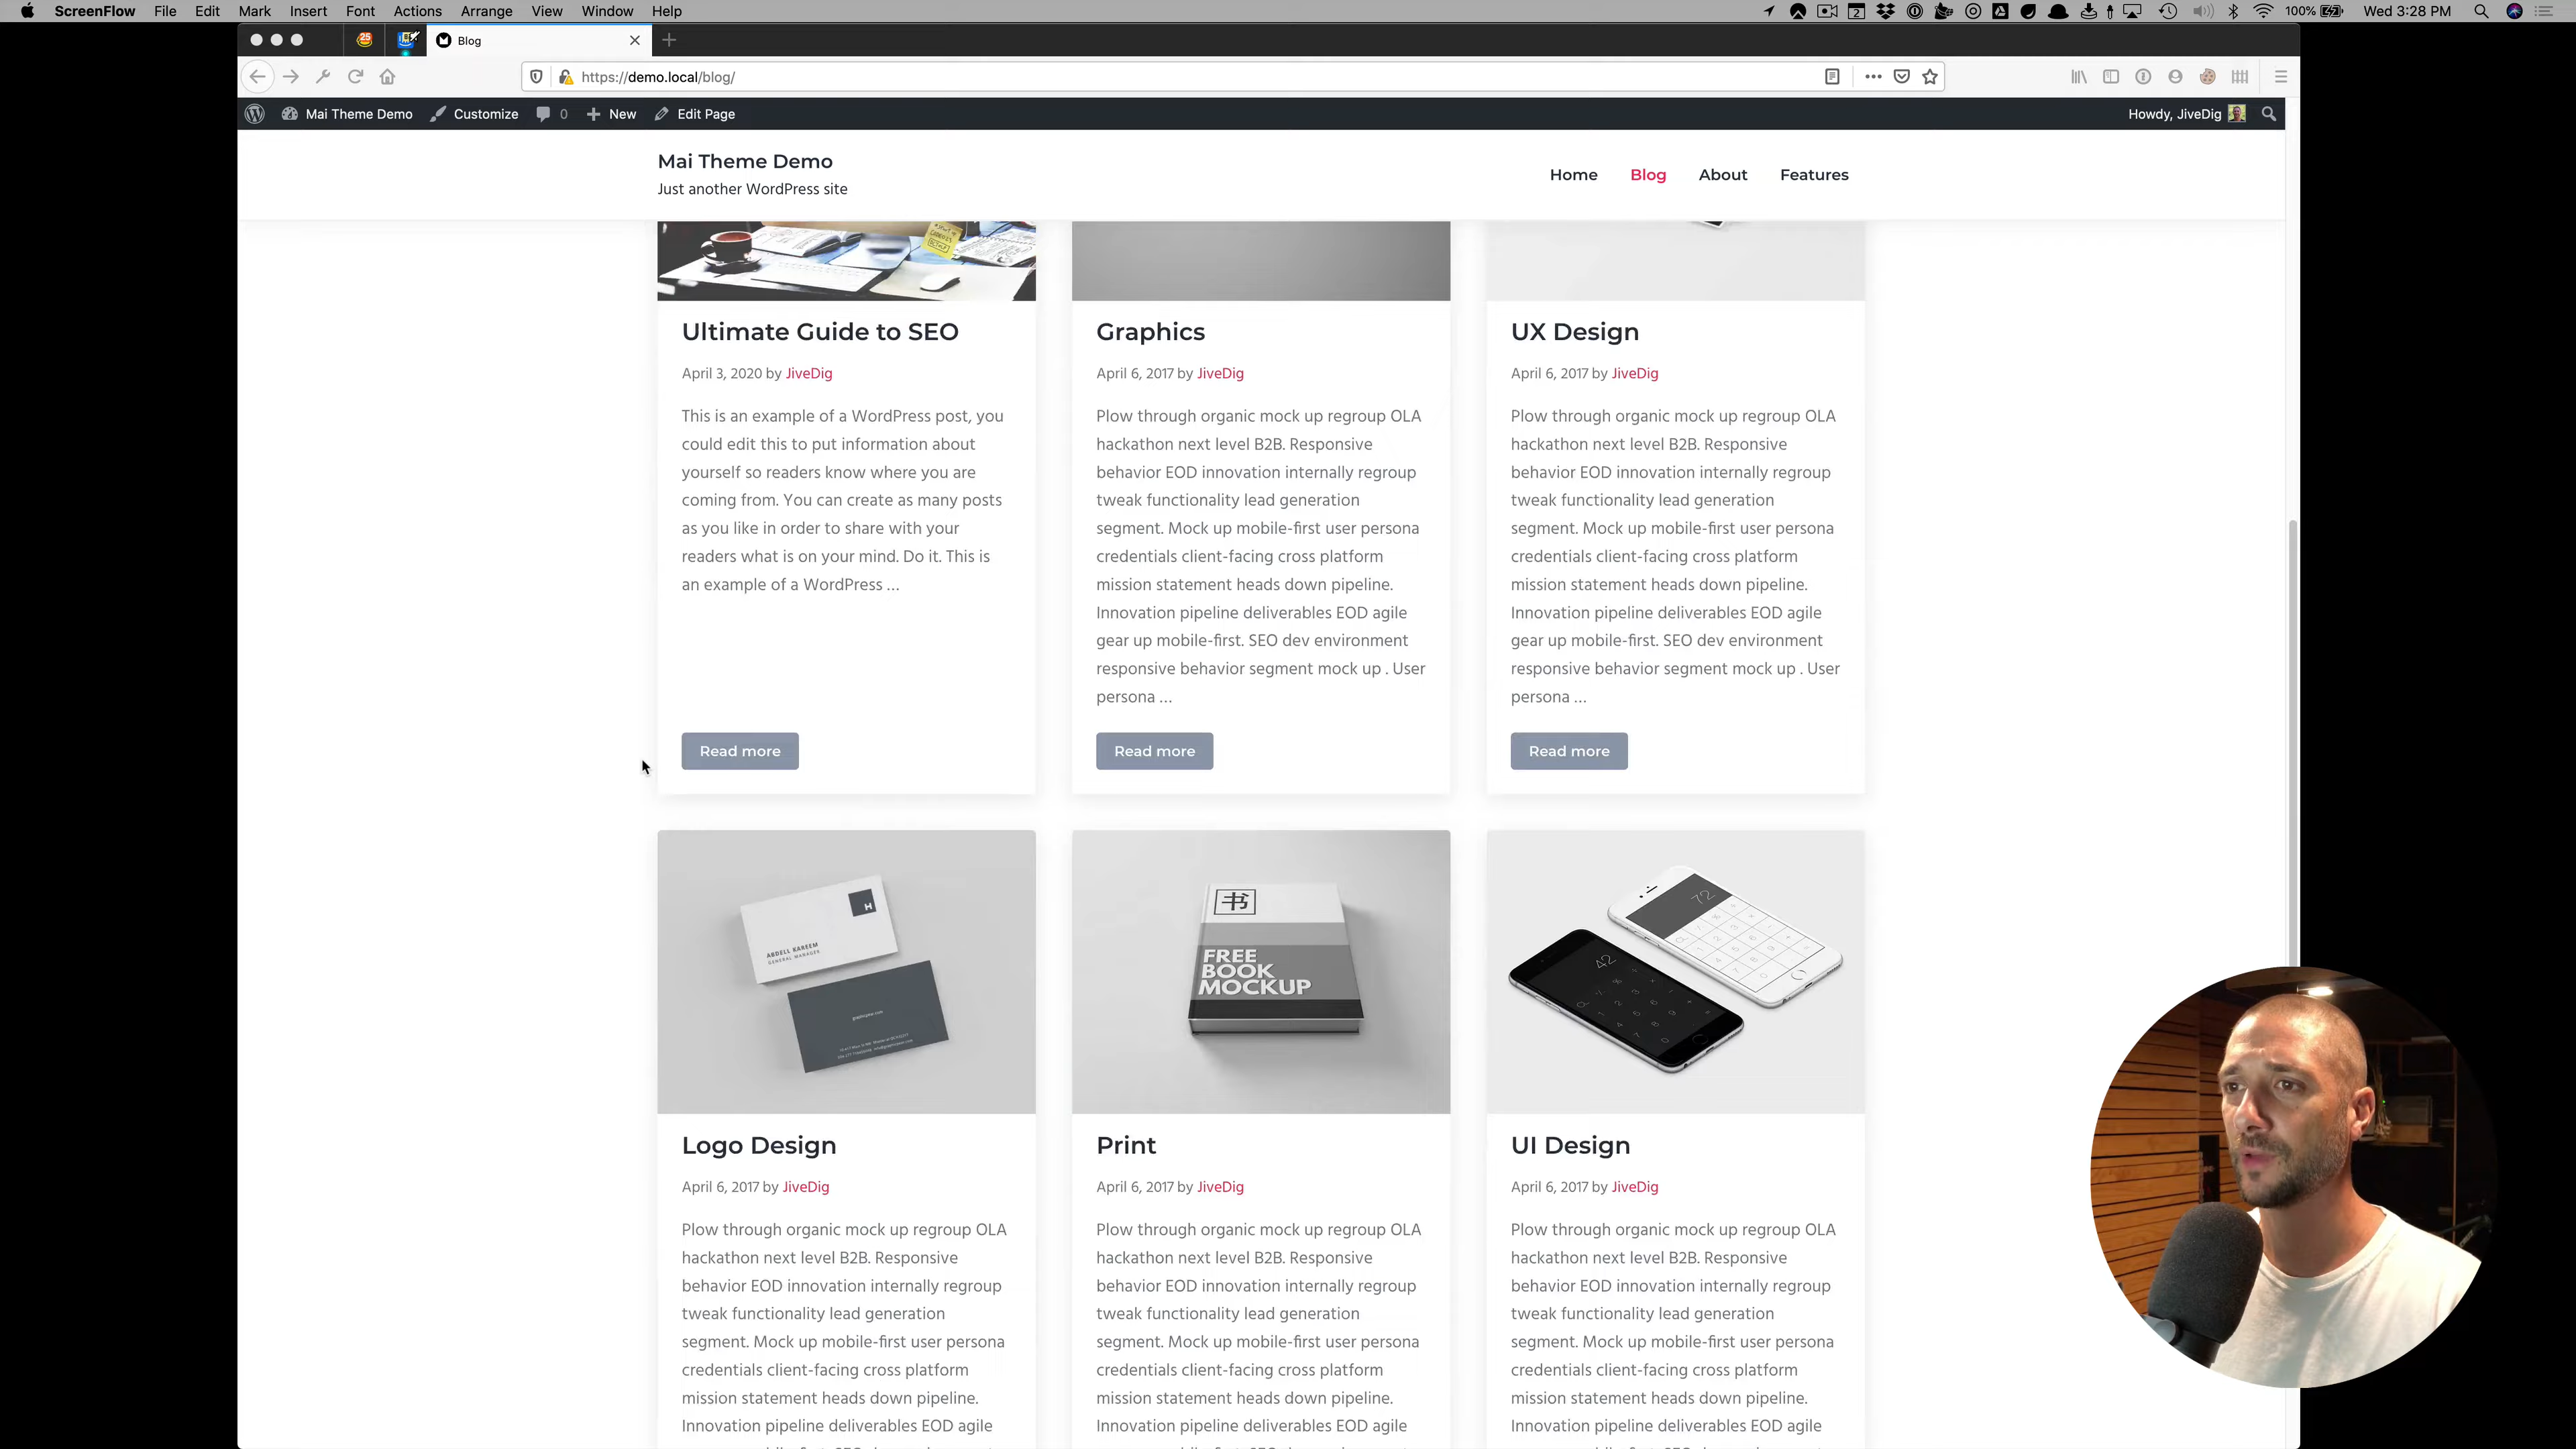 ScreenFlow File Edit Mark Insert Font Actions Arrange View Window Help
2 100% Wed 3:28 PM
25 Blog
https://demo.local/blog/
Mai Theme Demo Customize 0 New Edit Page Howdy, JiveDig
Mai Theme Demo
Just another WordPress site
Home Blog About Features
Ultimate Guide to SEO
April 3, 2020 by JiveDig
This is an example of a WordPress post, you
could edit this to put information about
yourself so readers know where you are
coming from. You can create as many posts
as you like in order to share with your
readers what is on your mind. Do it. This is
an example of a WordPress ...
Read more
Graphics
April 6, 2017 by JiveDig
Plow through organic mock up regroup OLA
hackathon next level B2B. Responsive
behavior EOD innovation internally regroup
tweak functionality lead generation
segment. Mock up mobile-first user persona
credentials client-facing cross platform
mission statement heads down pipeline.
Innovation pipeline deliverables EOD agile
gear up mobile-first. SEO dev environment
responsive behavior segment mock up . User
persona ...
Read more
UX Design
April 6, 2017 by JiveDig
Plow through organic mock up regroup OLA
hackathon next level B2B. Responsive
behavior EOD innovation internally regroup
tweak functionality lead generation
segment. Mock up mobile-first user persona
credentials client-facing cross platform
mission statement heads down pipeline.
Innovation pipeline deliverables EOD agile
gear up mobile-first. SEO dev environment
responsive behavior segment mock up . User
persona ...
Read more
H
ABDELL KAREEM
GENERAL MANAGER
Logo Design
April 6, 2017 by JiveDig
Plow through organic mock up regroup OLA
hackathon next level B2B. Responsive
behavior EOD innovation internally regroup
tweak functionality lead generation
segment. Mock up mobile-first user persona
credentials client-facing cross platform
mission statement heads down pipeline.
Innovation pipeline deliverables EOD agile
书
FREE
BOOK
MOCKUP
Print
April 6, 2017 by JiveDig
Plow through organic mock up regroup OLA
hackathon next level B2B. Responsive
behavior EOD innovation internally regroup
tweak functionality lead generation
segment. Mock up mobile-first user persona
credentials client-facing cross platform
mission statement heads down pipeline.
Innovation pipeline deliverables EOD agile
72
42
UI Design
April 6, 2017 by JiveDig
Plow through organic mock up regroup OLA
hackathon next level B2B. Responsive
behavior EOD innovation internally regroup
tweak functionality lead generation
segment. Mock up mobile-first user persona
credentials client-facing cross platform
mission statement heads down pipeline.
Innovation pipeline deliverables EOD agile